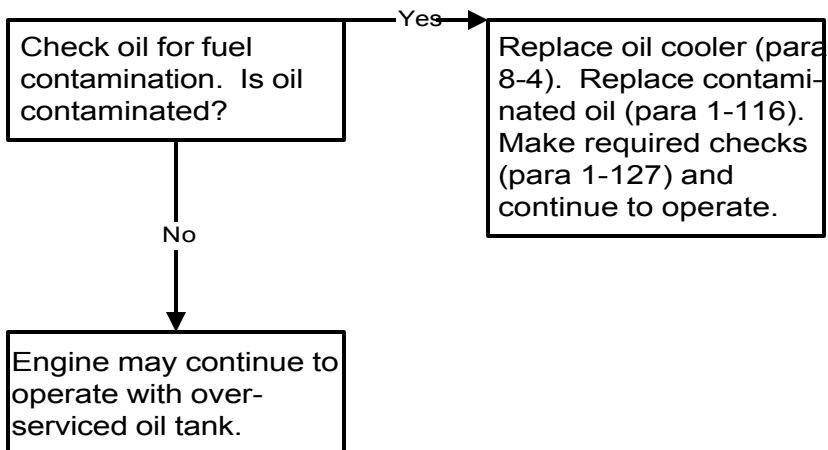 Check oil for fuel
contamination.  Is oil
contaminated?
Yes
Replace oil cooler (para
8-4).  Replace contami-
nated oil (para 1-116).
Make required checks
(para 1-127) and
continue to operate.
No
Engine may continue to
operate with over-
serviced oil tank.